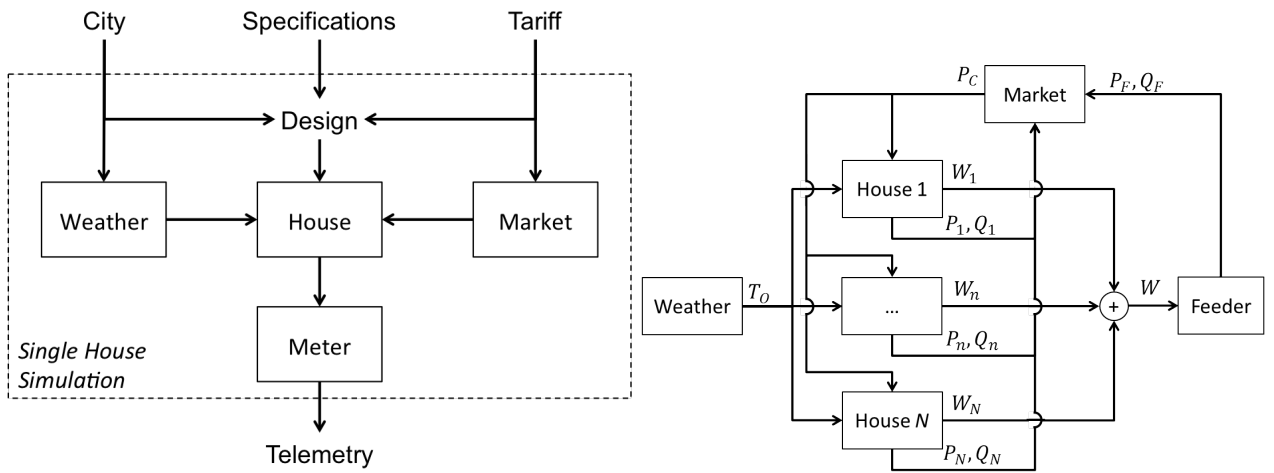 City
Specifications
Tariff
Design
Weather
House
Market
Meter
Single House
Simulation
Telemetry
P_C
Market
P_F, Q_F
House 1
W_1
P_1, Q_1
Weather
T_O
...
W_n
+
W
Feeder
P_n, Q_n
House N
W_N
P_N, Q_N